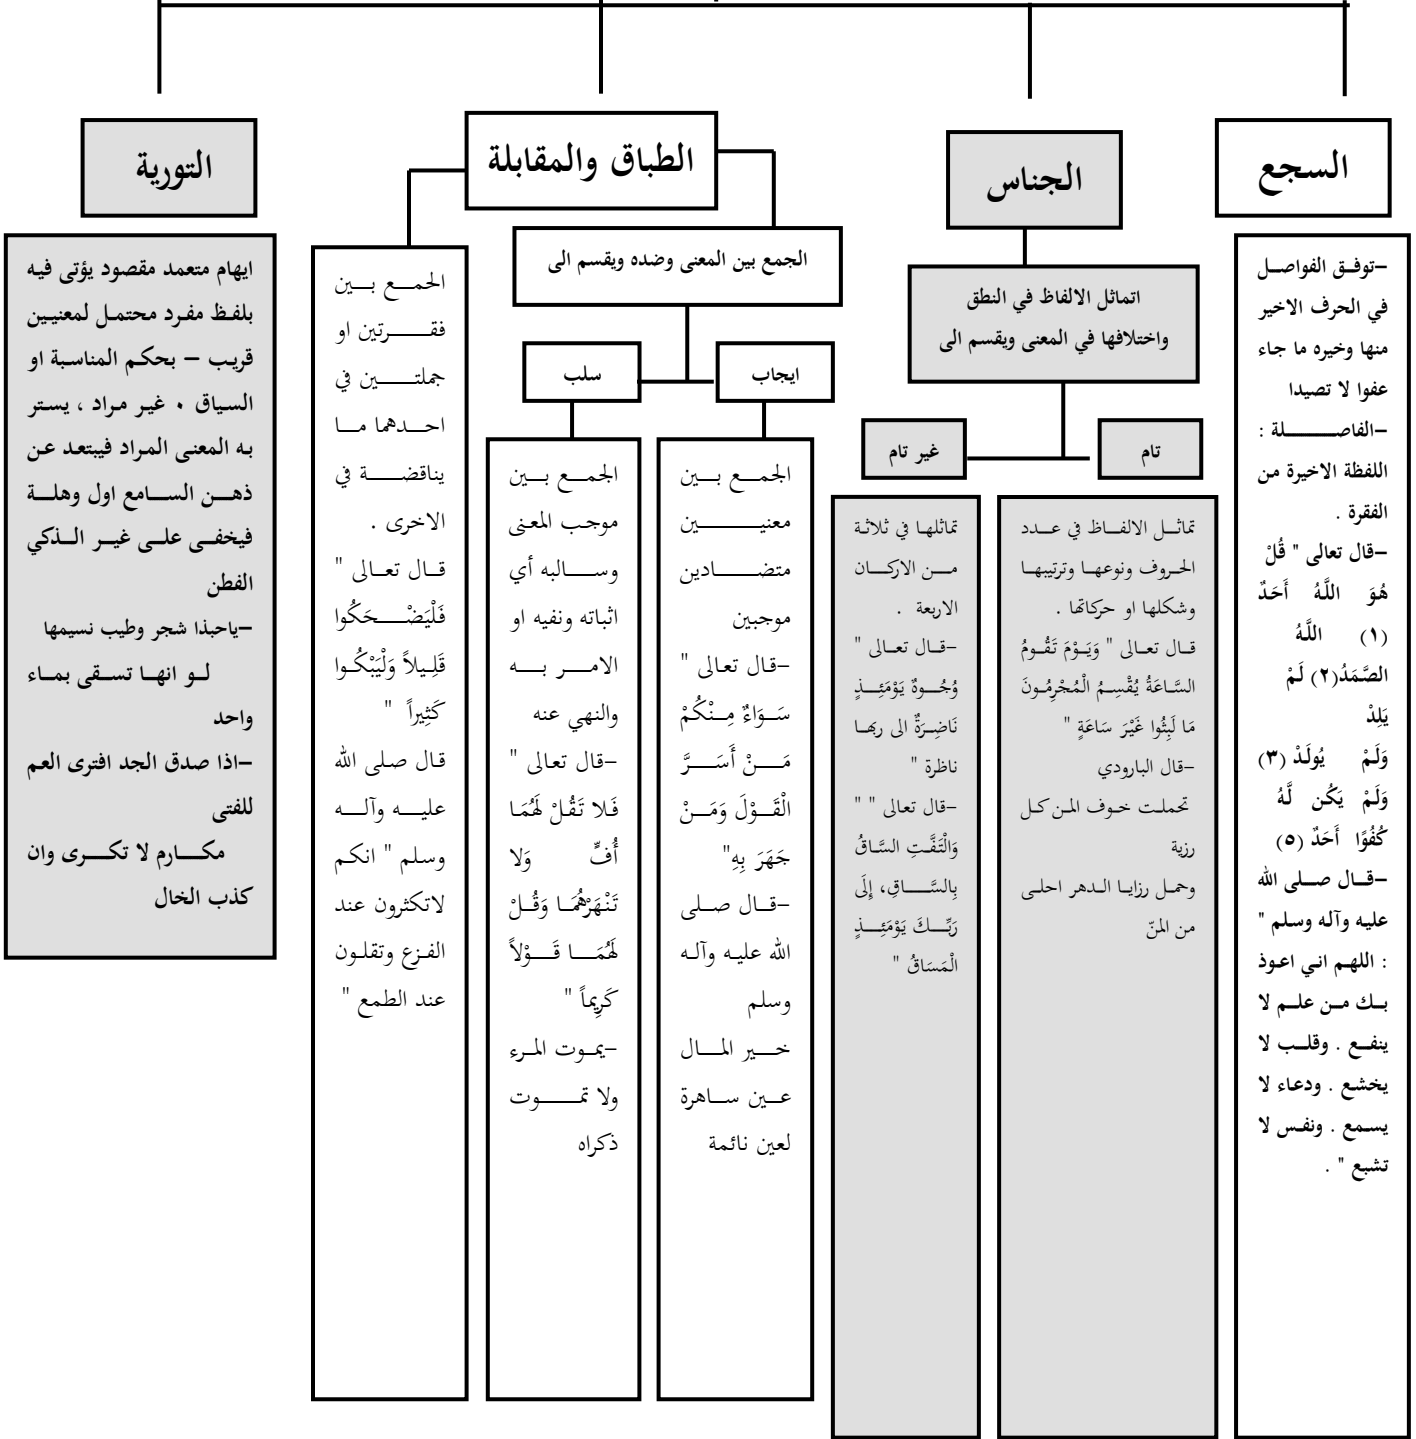 السجع
–توفق الفواصل
في الحرف الاخير
منها وخيره ما جاء
عفوا لا تصيدا
–الفاصلة :
اللفظة الاخيرة من
الفقرة .
–قال تعالى " قُلْ
هُوَ اللَّهُ أَحَدٌ
(١) اللَّهُ
الصَّمَدُ(٢) لَمْ
يَلِدْ
وَلَمْ يُولَدْ (٣)
وَلَمْ يَكُن لَّهُ
كُفُوًا أَحَدٌ (٥)
–قال صلى الله
عليه وآله وسلم "
: اللهم اني اعوذ
بك من علم لا
ينفع . وقلب لا
يخشع . ودعاء لا
يسمع . ونفس لا
تشبع " .
الجناس
اتماثل الالفاظ في النطق
واختلافها في المعنى ويقسم الى
تام
تماثل الالفاظ في عدد
الحروف ونوعها وترتيبها
وشكلها او حركاتها .
قال تعالى " وَيَوْمَ تَقُومُ
السَّاعَةُ يُقْسِمُ الْمُجْرِمُونَ
مَا لَبِثُوا غَيْرَ سَاعَةٍ "
–قال البارودي
تحملت خوف المن كل
رزية
وحمل رزايا الدهر احلى
من المنّ
غير تام
تماثلها في ثلاثة
من الاركان
الاربعة .
–قال تعالى "
وُجُوهٌ يَوْمَئِذٍ
نَاضِرَةٌ الى ربها
ناظرة "
–قال تعالى " "
وَالْتَفَّتِ السَّاقُ
بِالسَّاقِ، إِلَى
رَبِّكَ يَوْمَئِذٍ
الْمَسَاقُ "
الطباق والمقابلة
الجمع بين المعنى وضده ويقسم الى
ايجاب
الجمع بين
معنيين
متضادين
موجبين
–قال تعالى "
سَوَاءٌ مِنْكُمْ
مَنْ أَسَرَّ
الْقَوْلَ وَمَنْ
جَهَرَ بِهِ"
–قال صلى
الله عليه وآله
وسلم
خير المال
عين ساهرة
لعين نائمة
سلب
الجمع بين
موجب المعنى
وسالبه أي
اثباته ونفيه او
الامر به
والنهي عنه
–قال تعالى "
فَلا تَقُلْ لَهُمَا
أُفٍّ وَلا
تَنْهَرْهُمَا وَقُلْ
لَهُمَا قَوْلاً
كَرِيماً "
–يموت المرء
ولا تموت
ذكراه
الحمع بين
فقرتين او
جملتين في
احدهما ما
يناقضة في
الاخرى .
قال تعالى "
فَلْيَضْحَكُوا
قَلِيلاً وَلْيَبْكُوا
كَثِيراً "
قال صلى الله
عليه وآله
وسلم " انكم
لاتكثرون عند
الفزع وتقلون
عند الطمع "
التورية
ايهام متعمد مقصود يؤتى فيه
بلفظ مفرد محتمل لمعنيين
قريب – بحكم المناسبة او
السياق ٠ غير مراد ، يستر
به المعنى المراد فيبتعد عن
ذهن السامع اول وهلة
فيخفى على غير الذكي
الفطن
–ياحبذا شجر وطيب نسيمها
لو انها تسقى بماء
واحد
–اذا صدق الجد افترى العم
للفتى
مكارم لا تكرى وان
كذب الخال